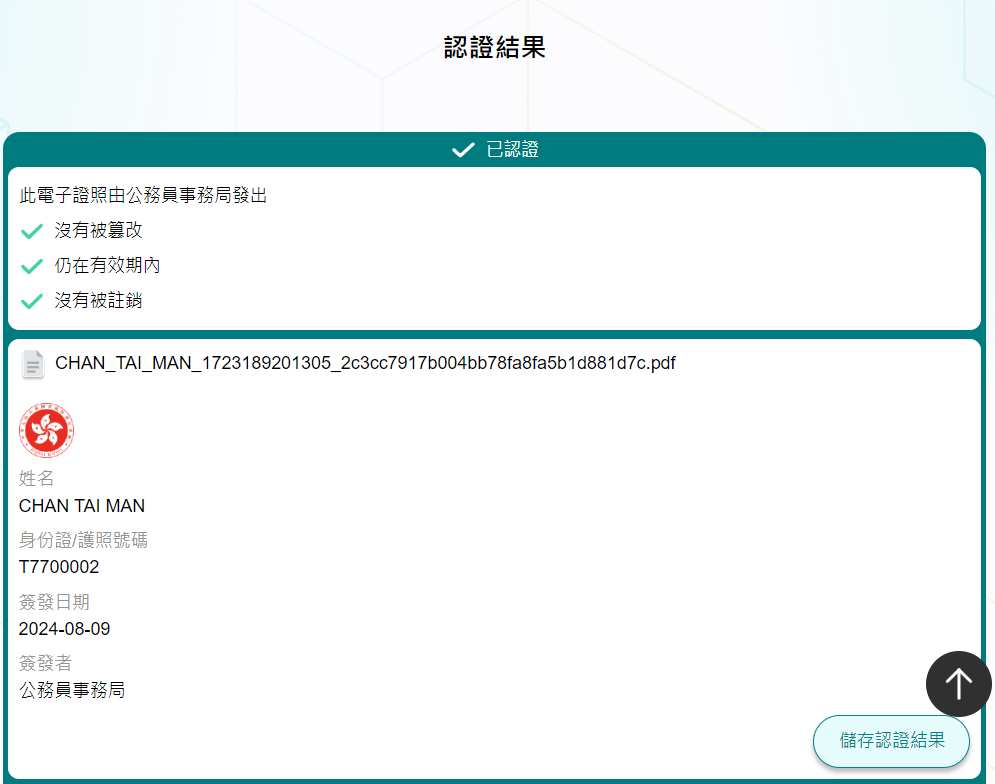 認證結果
已認證
此電子證照由公務員事務局發出
沒有被篡改
仍在有效期內
沒有被註銷
CHAN_TAI_MAN_1723189201305_2c3cc7917b004bb78fa8fa5b1d881d7c.pdf
姓名
CHAN TAI MAN
身份證/護照號碼
T7700002
簽發日期
2024-08-09
簽發者
公務員事務局
儲存認證結果